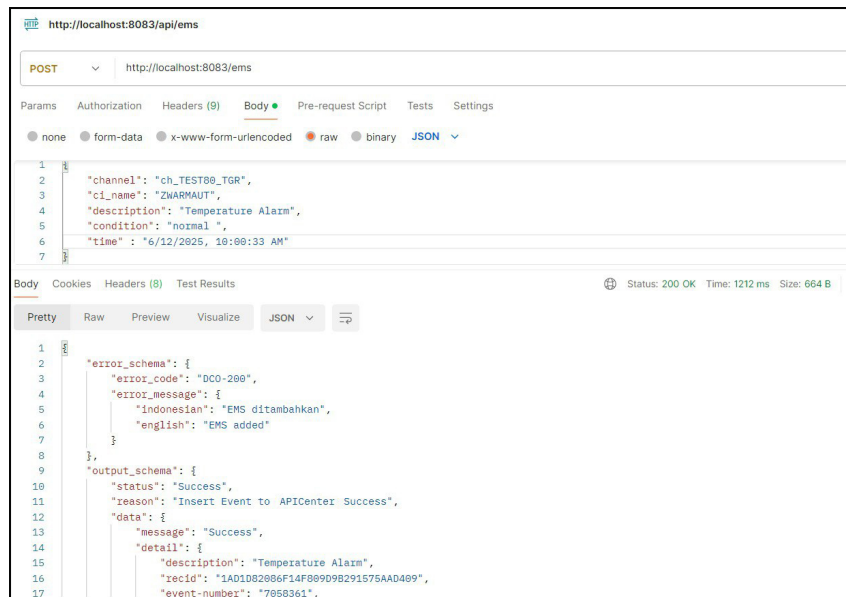 HTTP http://localhost:8083/api/ems
POST http://localhost:8083/ems
Params Authorization Headers (9) Body Pre-request Script Tests Settings
none form-data x-www-form-urlencoded raw binary JSON
1 {
2 "channel": "ch_TEST80_TGR",
3 "ci_name": "ZWARMAUT",
4 "description": "Temperature Alarm",
5 "condition": "normal ",
6 "time" : "6/12/2025, 10:00:33 AM"
7 }
Body Cookies Headers (8) Test Results Status: 200 OK Time: 1212 ms Size: 664 B
Pretty Raw Preview Visualize JSON
1 {
2 "error_schema": {
3 "error_code": "DCO-200",
4 "error_message": {
5 "indonesian": "EMS ditambahkan",
6 "english": "EMS added"
7 }
8 },
9 "output_schema": {
10 "status": "Success",
11 "reason": "Insert Event to APICenter Success",
12 "data": {
13 "message": "Success",
14 "detail": {
15 "description": "Temperature Alarm",
16 "recid": "1AD1D82086F14F809D9B291575AAD409",
17 "event-number": "7058361",